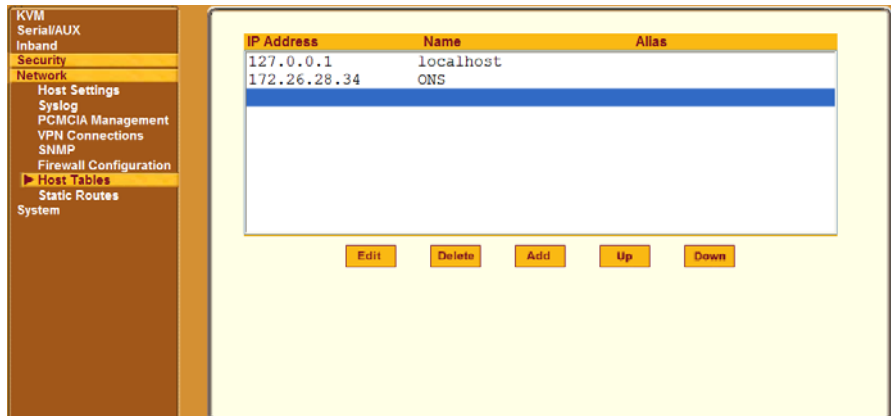 KVM
Serial/AUX
Inband
Security
Network
Host Settings
Syslog
PCMCIA Management
VPN Connections
SNMP
Firewall Configuration
Host Tables
Static Routes
System
IP Address Name Alias
127.0.0.1 localhost
172.26.28.34 ONS
Edit Delete Add Up Down